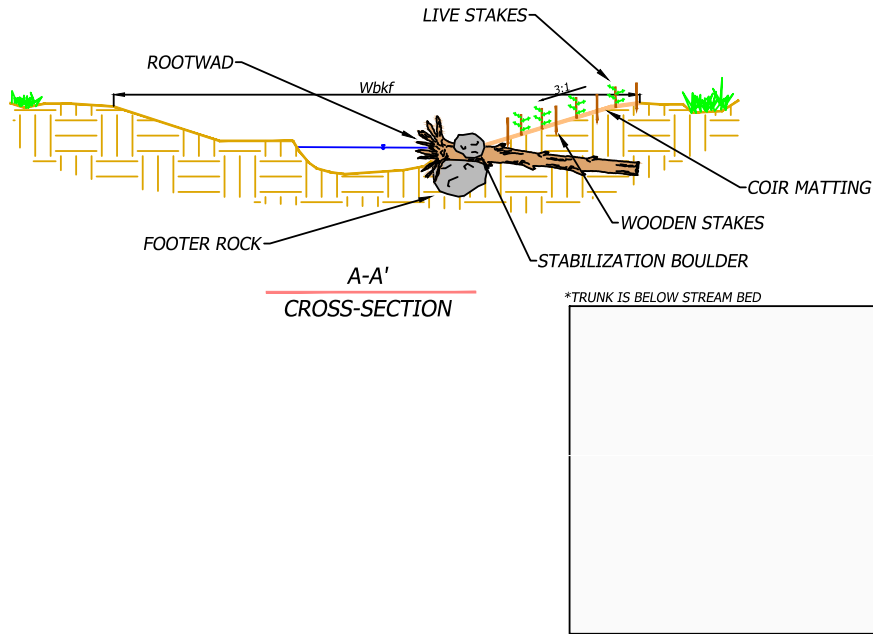 LIVE STAKES
ROOTWAD
Wbkf
3:1
COIR MATTING
WOODEN STAKES
FOOTER ROCK
STABILIZATION BOULDER
A-A'
CROSS-SECTION
*TRUNK IS BELOW STREAM BED